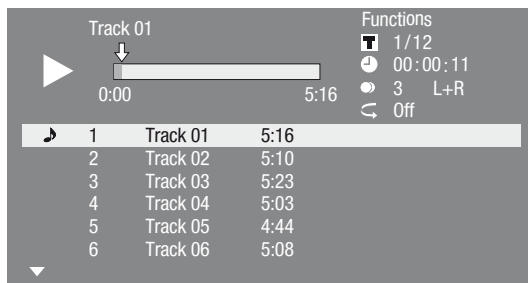 Track 01
0:00 5:16
Functions
T 1/12
00:00:11
3 L+R
Off
1 Track 01 5:16
2 Track 02 5:10
3 Track 03 5:23
4 Track 04 5:03
5 Track 05 4:44
6 Track 06 5:08